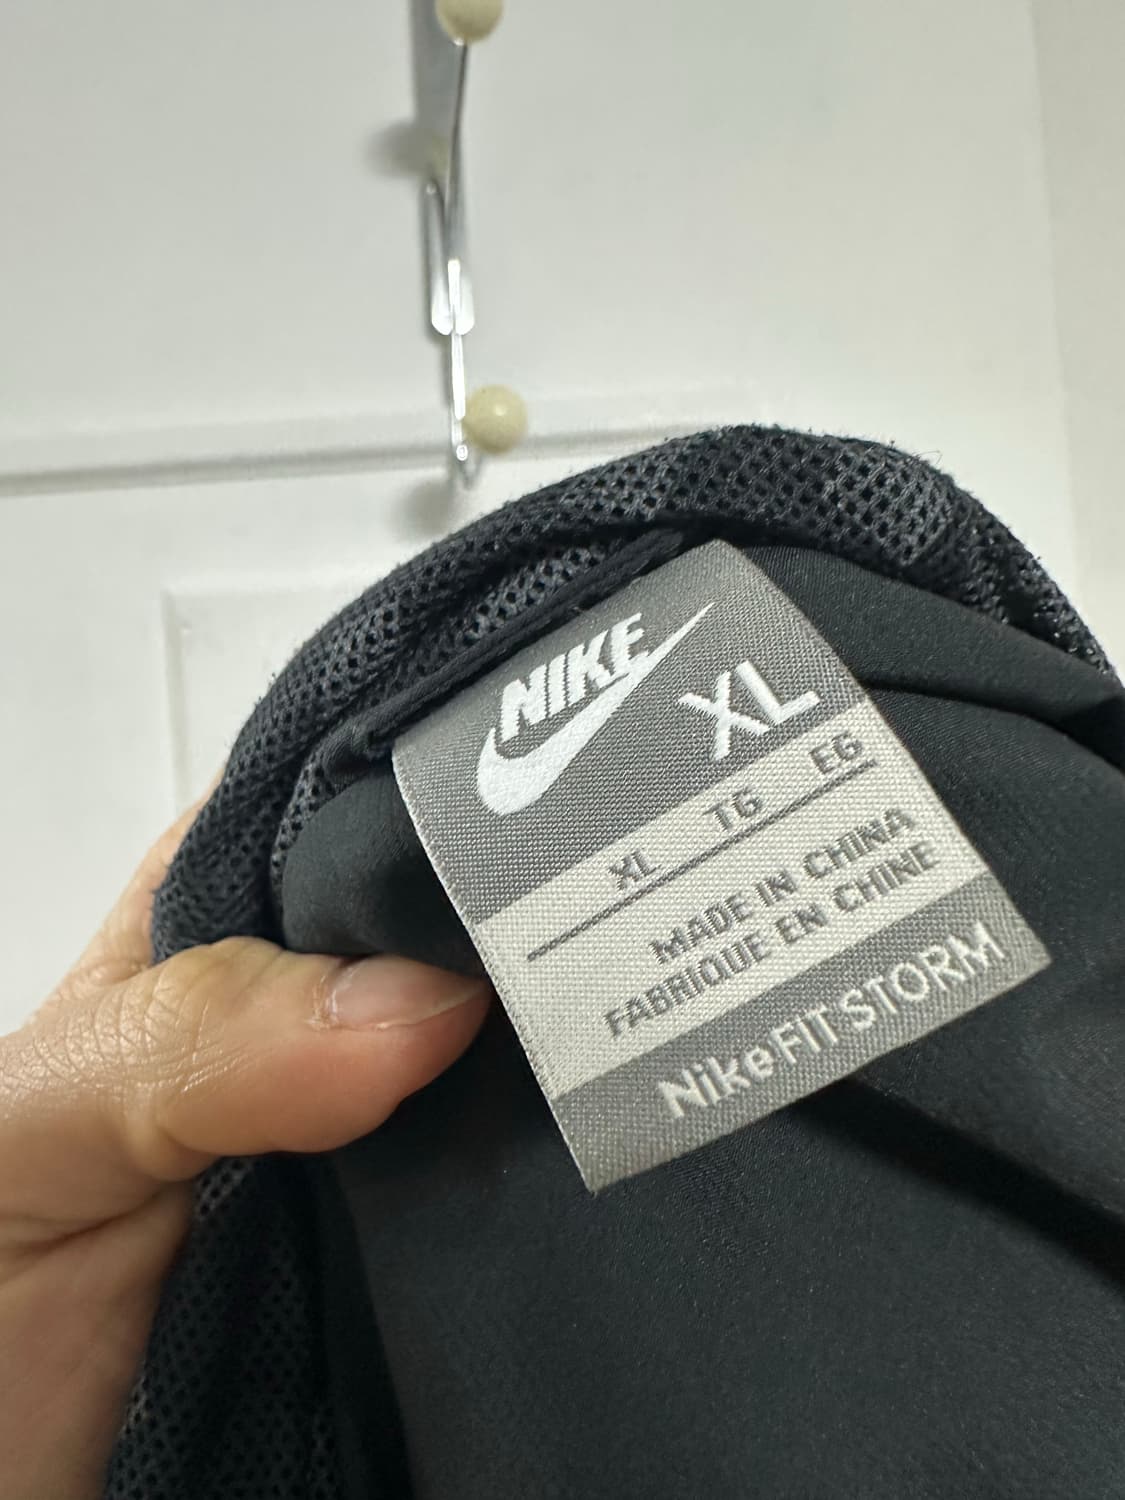 NIKE XL
XL TG EG
MADE IN CHINA
FABRIQUE EN CHINE
NikeFIT STORM